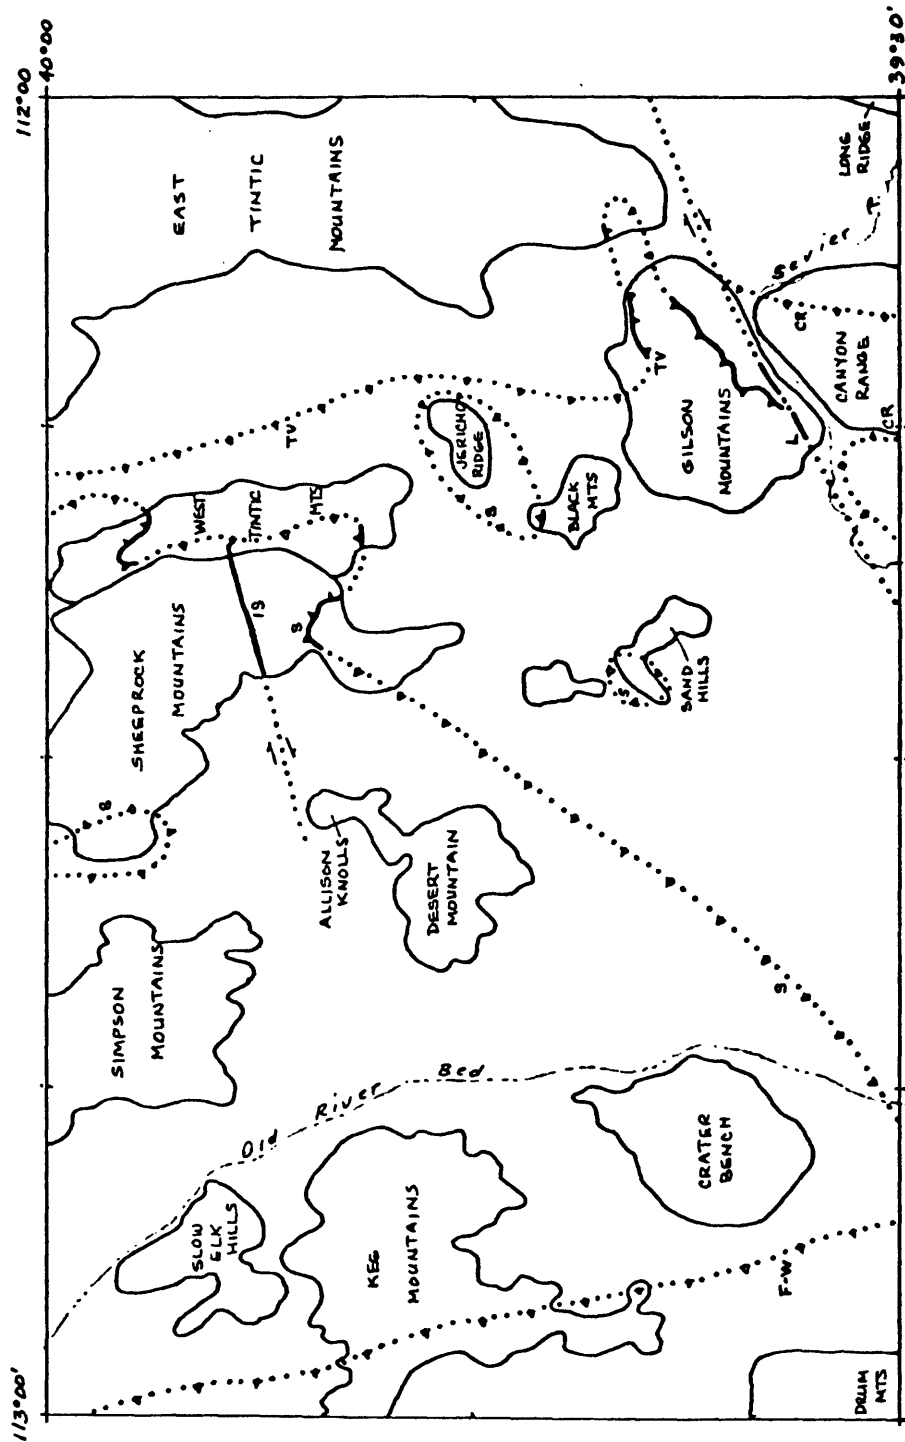 112°00
40°00
39°30'
113°00'
EAST
TINTIC
MOUNTAINS
LONG
RIDGE
Sevier R.
CR
CANYON
RANGE
CR
TV
GILSON
MOUNTAINS
L
TV
JERICHO
RIDGE
S
BLACK
MTS
WEST
TINTIC
MTS
IS
S
SHEEPROCK
MOUNTAINS
S
SAND
HILLS
S
ALLISON
KNOLLS
DESERT
MOUNTAIN
SIMPSON
MOUNTAINS
S
Old River Bed
CRATER
BENCH
SLOW
ELK
HILLS
KEG
MOUNTAINS
F-W
DRUM
MTS